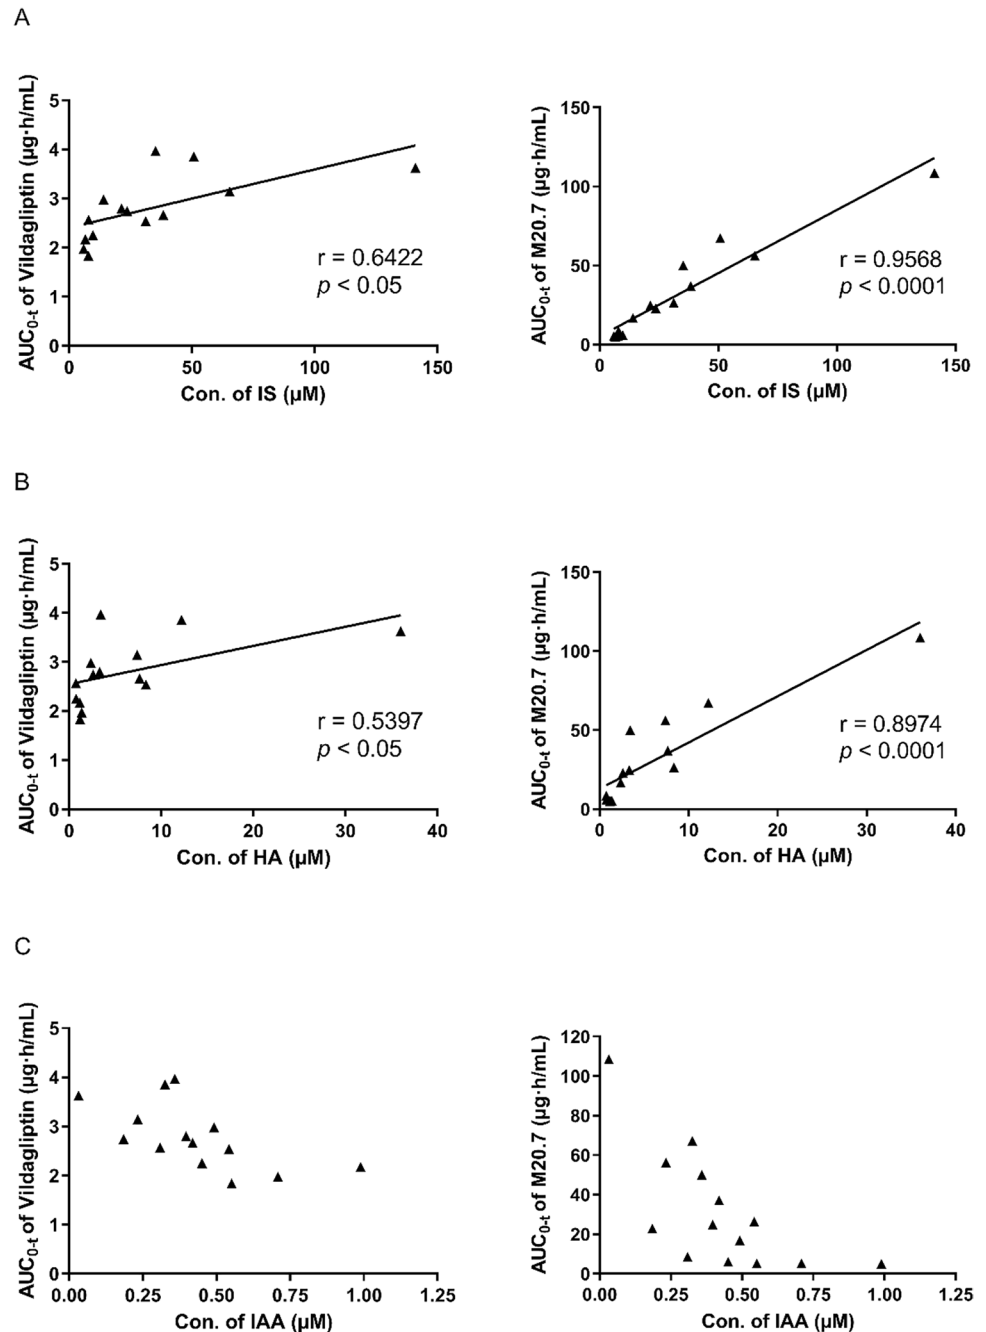 A
AUC0-t of Vildagliptin (µg·h/mL)
5
4
3
2
1
0
r = 0.6422
p < 0.05
0 50 100 150
Con. of IS (µM)
AUC0-t of M20.7 (µg·h/mL)
150
100
50
0
r = 0.9568
p < 0.0001
0 50 100 150
Con. of IS (µM)
B
AUC0-t of Vildagliptin (µg·h/mL)
5
4
3
2
1
0
r = 0.5397
p < 0.05
0 10 20 30 40
Con. of HA (µM)
AUC0-t of M20.7 (µg·h/mL)
150
100
50
0
r = 0.8974
p < 0.0001
0 10 20 30 40
Con. of HA (µM)
C
AUC0-t of Vildagliptin (µg·h/mL)
5
4
3
2
1
0
0.00 0.25 0.50 0.75 1.00 1.25
Con. of IAA (µM)
AUC0-t of M20.7 (µg·h/mL)
120
100
80
60
40
20
0
0.00 0.25 0.50 0.75 1.00 1.25
Con. of IAA (µM)